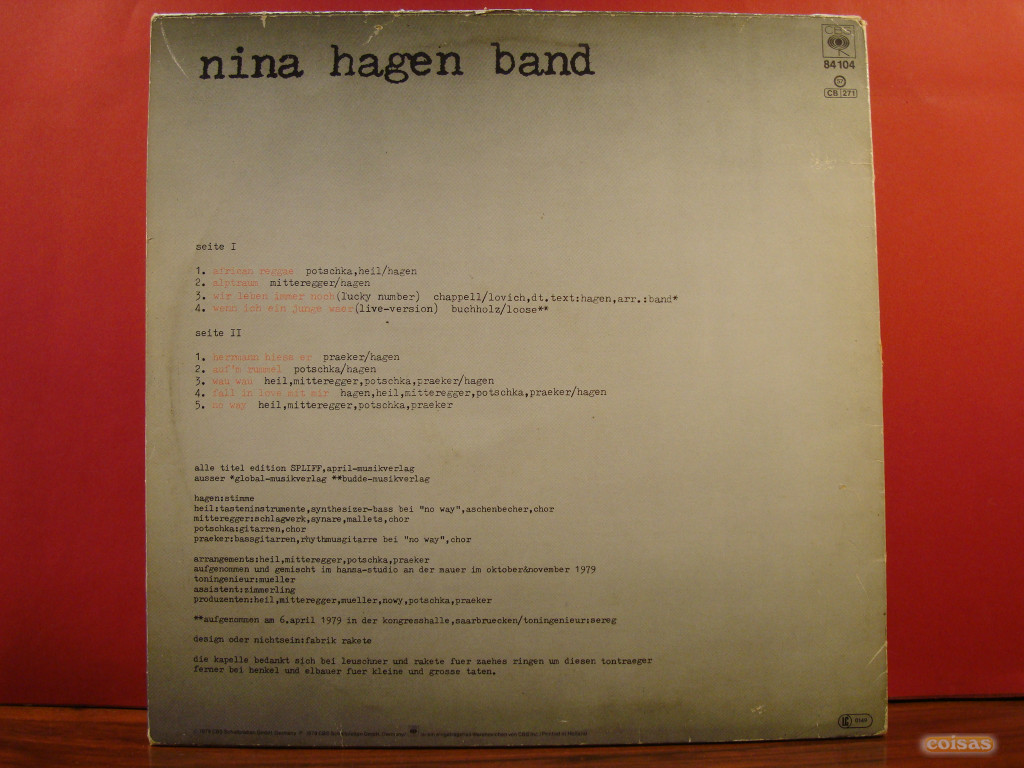 nina hagen band
CBS
84 104
37
CB 271
seite I
1. african reggae potschka,heil/hagen
2. alptraum mitteregger/hagen
3. wir leben immer noch(lucky number) chappell/lovich,dt.text:hagen,arr.:band*
4. wenn ich ein junge waer(live-version) buchholz/loose**
seite II
1. herrmann hiess er praeker/hagen
2. auf'm rummel potschka/hagen
3. wau wau heil,mitteregger,potschka,praeker/hagen
4. fall in love mit mir hagen,heil,mitteregger,potschka,praeker/hagen
5. no way heil,mitteregger,potschka,praeker
alle titel edition SPLIFF,april-musikverlag
ausser *global-musikverlag **budde-musikverlag
hagen:stimme
heil:tasteninstrumente,synthesizer-bass bei "no way",aschenbecher,chor
mitteregger:schlagwerk,synare,mallets,chor
potschka:gitarren,chor
praeker:bassgitarren,rhythmusgitarre bei "no way",chor
arrangements:heil,mitteregger,potschka,praeker
aufgenommen und gemischt im hansa-studio an der mauer im oktober&november 1979
toningenieur:mueller
assistent:zimmerling
produzenten:heil,mitteregger,mueller,nowy,potschka,praeker
**aufgenommen am 6.april 1979 in der kongresshalle,saarbruecken/toningenieur:sereg
design oder nichtsein:fabrik rakete
die kapelle bedankt sich bei leuschner und rakete fuer zaehes ringen um diesen tontraeger
ferner bei henkel und elbauer fuer kleine und grosse taten.
LC 0149
coisas